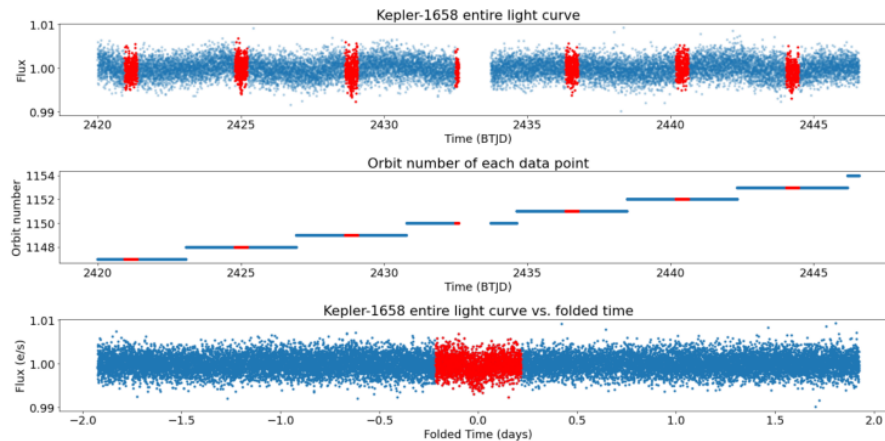 Kepler-1658 entire light curve
1.01
1.00
0.99
Flux
2420 2425 2430 2435 2440 2445
Time (BTJD)
Orbit number of each data point
1154
1152
1150
1148
Orbit number
2420 2425 2430 2435 2440 2445
Time (BTJD)
Kepler-1658 entire light curve vs. folded time
1.01
1.00
0.99
Flux (e/s)
−2.0 −1.5 −1.0 −0.5 0.0 0.5 1.0 1.5 2.0
Folded Time (days)